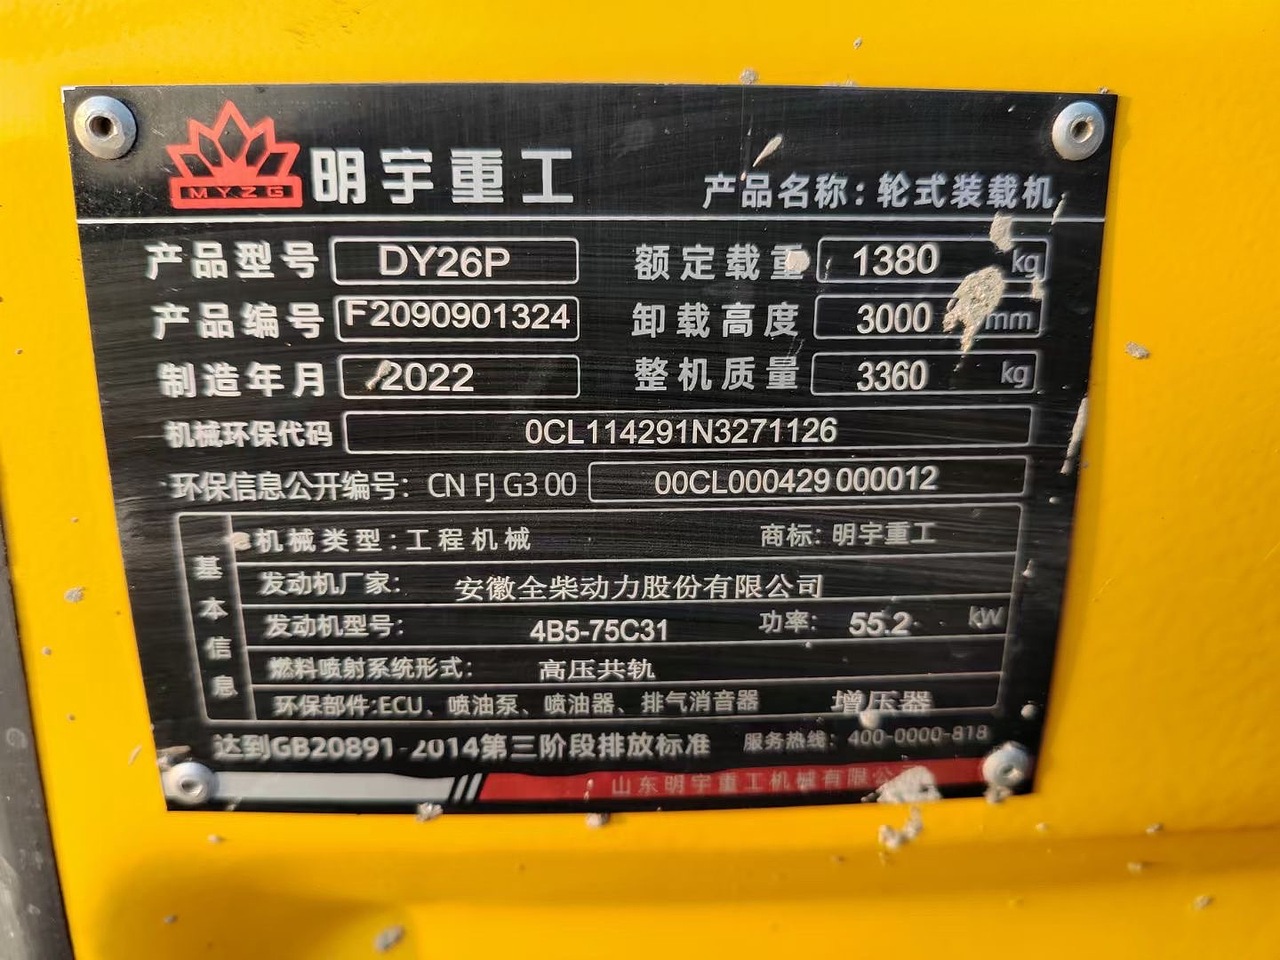 MYZG 明宇重工
产品名称：轮式装载机
产品型号 DY26P 额定载重 1380 kg
产品编号 F2090901324 卸载高度 3000 mm
制造年月 2022 整机质量 3360 kg
机械环保代码 0CL114291N3271126
环保信息公开编号：CN FJ G3 00 00CL000429000012
基本信息
机械类型：工程机械 商标：明宇重工
发动机厂家： 安徽全柴动力股份有限公司
发动机型号： 4B5-75C31 功率： 55.2 kW
燃料喷射系统形式： 高压共轨
环保部件:ECU、喷油泵、喷油器、排气消音器 增压器
达到GB20891-2014第三阶段排放标准 服务热线：400-0000-818
山东明宇重工机械有限公